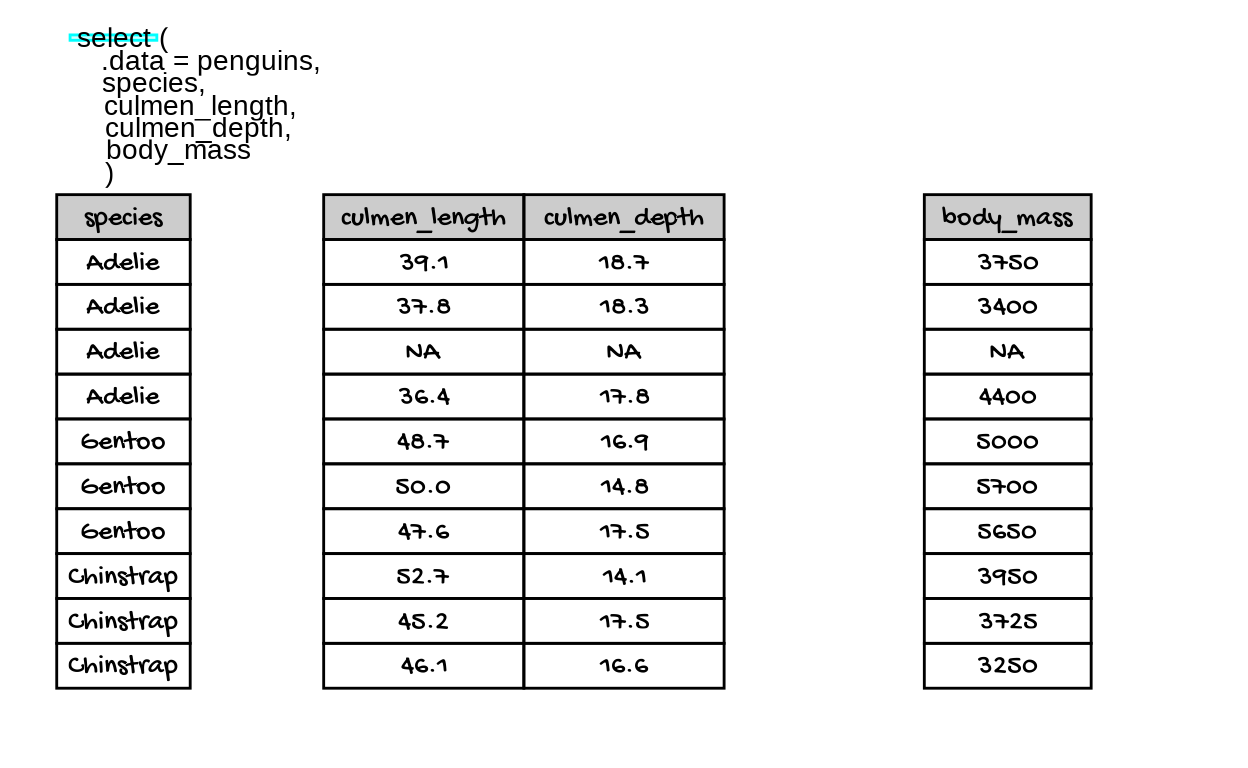 select (
.data = penguins,
species,
culmen_length,
culmen_depth,
body_mass
)
species culmen_length culmen_depth body_mass
Adelie 39.1 18.7 3750
Adelie 37.8 18.3 3400
Adelie NA NA NA
Adelie 36.4 17.8 4400
Gentoo 48.7 16.9 5000
Gentoo 50.0 14.8 5700
Gentoo 47.6 17.5 5650
Chinstrap 52.7 14.1 3950
Chinstrap 45.2 17.5 3725
Chinstrap 46.1 16.6 3250